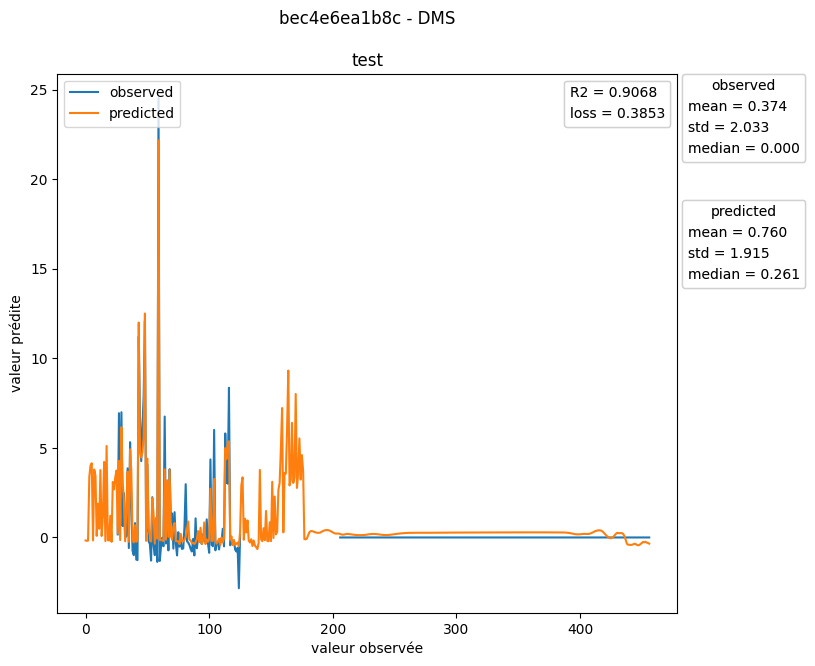 bec4e6ea1b8c - DMS
test
observed
predicted
R2 = 0.9068
loss = 0.3853
observed
mean = 0.374
std = 2.033
median = 0.000
predicted
mean = 0.760
std = 1.915
median = 0.261
valeur prédite
25
20
15
10
5
0
0 100 200 300 400
valeur observée